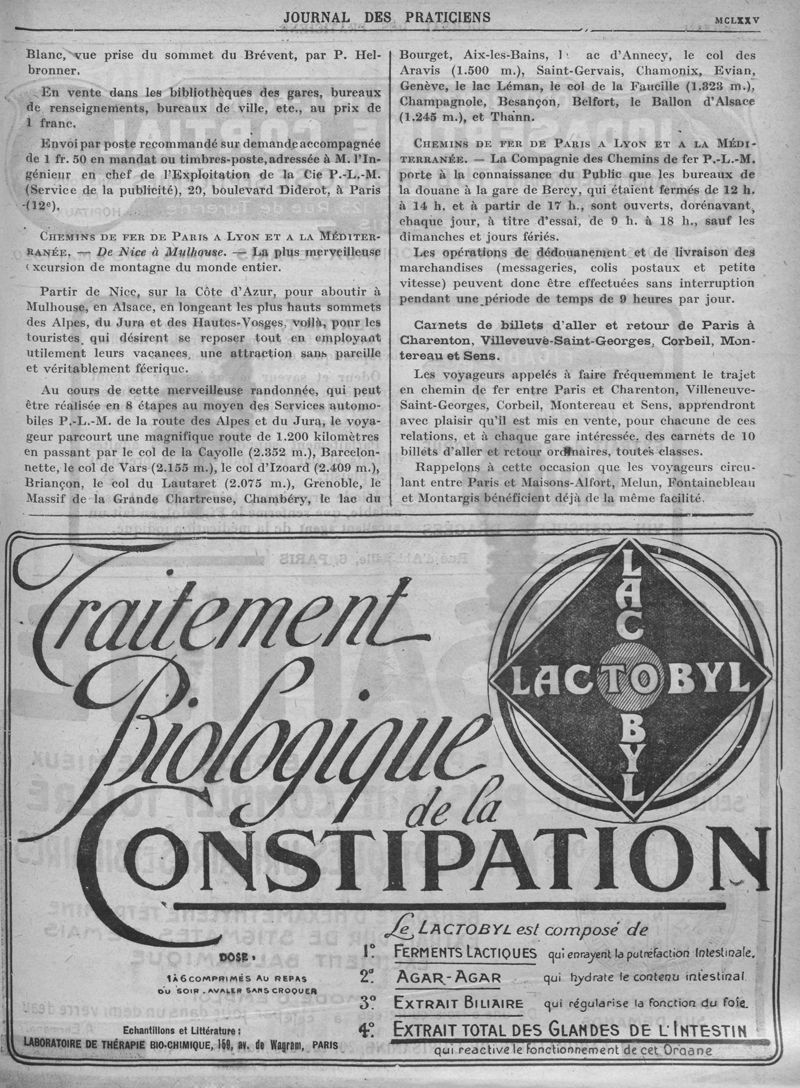 JOURNAL DES PRATICIENS
MCLXXV
Blanc, vue prise du sommet du Brévent, par P. Hel-
bronner.
En vente dans les bibliothèques des gares, bureaux
de renseignements, bureaux de ville, etc., au prix de
1 franc.
Envoi par poste recommandé sur demande accompagnée
de 1 fr. 50 en mandat ou timbres-poste, adressée à M. l'In-
génieur en chef de l'Exploitation de la Cie P.-L.-M.
(Service de la publicité), 20, boulevard Diderot, à Paris
(12e).
CHEMINS DE FER DE PARIS A LYON ET A LA MÉDITER-
RANÉE. — De Nice à Mulhouse. — La plus merveilleuse
excursion de montagne du monde entier.
Partir de Nice, sur la Côte d'Azur, pour aboutir à
Mulhouse, en Alsace, en longeant les plus hauts sommets
des Alpes, du Jura et des Hautes-Vosges, voilà, pour les
touristes qui désirent se reposer tout en employant
utilement leurs vacances, une attraction sans pareille
et véritablement féerique.
Au cours de cette merveilleuse randonnée, qui peut
être réalisée en 8 étapes au moyen des Services automo-
biles P.-L.-M. de la route des Alpes et du Jura, le voya-
geur parcourt une magnifique route de 1.200 kilomètres
en passant par le col de la Cayolle (2.352 m.), Barcelon-
nette, le col de Vars (2.155 m.), le col d'Izoard (2.409 m.),
Briançon, le col du Lautaret (2.075 m.), Grenoble, le
Massif de la Grande Chartreuse, Chambéry, le lac du
Bourget, Aix-les-Bains, l ac d'Annecy, le col des
Aravis (1.500 m.), Saint-Gervais, Chamonix, Evian,
Genève, le lac Léman, le col de la Faucille (1.323 m.),
Champagnole, Besançon, Belfort, le Ballon d'Alsace
(1.245 m.), et Thann.
CHEMINS DE FER DE PARIS A LYON ET A LA MÉDI-
TERRANÉE. — La Compagnie des Chemins de fer P.-L.-M.
porte à la connaissance du Public que les bureaux de
la douane à la gare de Bercy, qui étaient fermés de 12 h.
à 14 h. et à partir de 17 h., sont ouverts, dorénavant,
chaque jour, à titre d'essai, de 9 h. à 18 h., sauf les
dimanches et jours fériés.
Les opérations de dédouanement et de livraison des
marchandises (messageries, colis postaux et petite
vitesse) peuvent donc être effectuées sans interruption
pendant une période de temps de 9 heures par jour.
Carnets de billets d'aller et retour de Paris à
Charenton, Villeveuve-Saint-Georges, Corbeil, Mon-
tereau et Sens.
Les voyageurs appelés à faire fréquemment le trajet
en chemin de fer entre Paris et Charenton, Villeneuve-
Saint-Georges, Corbeil, Montereau et Sens, apprendront
avec plaisir qu'il est mis en vente, pour chacune de ces
relations, et à chaque gare intéressée, des carnets de 10
billets d'aller et retour ordinaires, toutes classes.
Rappelons à cette occasion que les voyageurs circu-
lant entre Paris et Maisons-Alfort, Melun, Fontainebleau
et Montargis bénéficient déjà de la même facilité.
Traitement
Biologique
de la
CONSTIPATION
LACTOBYL
LACTOBYL
Le LACTOBYL est composé de
1º FERMENTS LACTIQUES qui enrayent la putréfaction Intestinale.
2º AGAR-AGAR qui hydrate le contenu intestinal
3º EXTRAIT BILIAIRE qui régularise la fonction du foie.
4º EXTRAIT TOTAL DES GLANDES DE L'INTESTIN
qui reactive le fonctionnement de cet Organe
DOSE :
1 À 6 COMPRIMÉS AU REPAS
DU SOIR. AVALER SANS CROQUER
Echantillons et Littérature :
LABORATOIRE DE THÉRAPIE BIO-CHIMIQUE, 159, av. de Wagram, PARIS